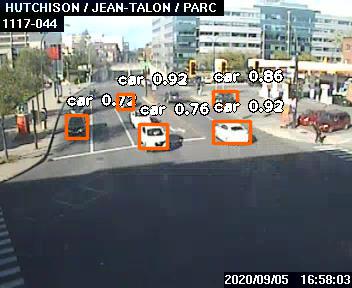 HUTCHISON / JEAN-TALON / PARC
1117-044
car 0.92
car 0.86
car 0.72
car 0.76
car 0.92
2020/09/05 16:58:03